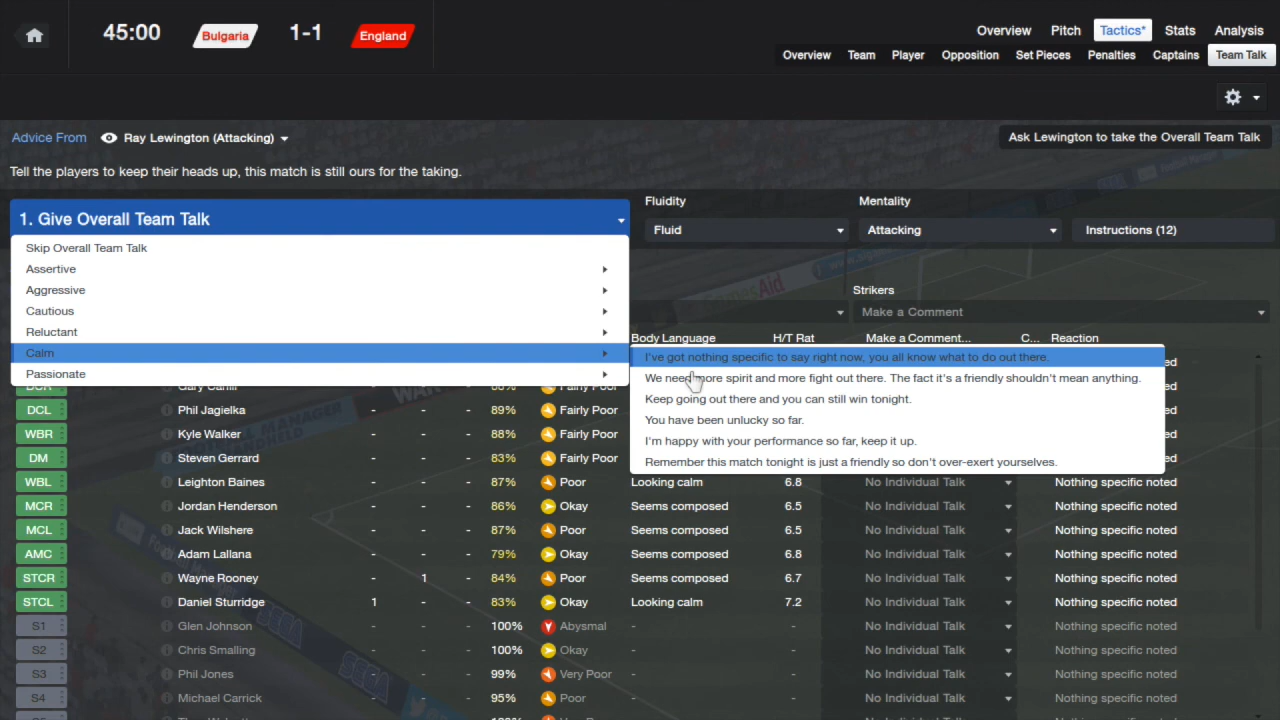 45:00 Bulgaria 1-1 England
Overview Pitch Tactics* Stats Analysis
Overview Team Player Opposition Set Pieces Penalties Captains Team Talk
Advice From Ray Lewington (Attacking) Ask Lewington to take the Overall Team Talk
Tell the players to keep their heads up, this match is still ours for the taking.
Fluidity Mentality
1. Give Overall Team Talk Fluid Attacking Instructions (12)
Skip Overall Team Talk
Assertive
Aggressive
Cautious
Reluctant
Calm
Passionate
Strikers
Make a Comment
Body Language H/T Rat Make a Comment... C... Reaction
I've got nothing specific to say right now, you all know what to do out there.
We need more spirit and more fight out there. The fact it's a friendly shouldn't mean anything.
Keep going out there and you can still win tonight.
You have been unlucky so far.
I'm happy with your performance so far, keep it up.
Remember this match tonight is just a friendly so don't over-exert yourselves.
Gary Cahill Fairly Poor
DCL Phil Jagielka - - - 89% Fairly Poor
WBR Kyle Walker - - - 88% Fairly Poor
DM Steven Gerrard - - - 83% Fairly Poor
WBL Leighton Baines - - - 87% Poor Looking calm 6.8 No Individual Talk Nothing specific noted
MCR Jordan Henderson - - - 86% Okay Seems composed 6.5 No Individual Talk Nothing specific noted
MCL Jack Wilshere - - - 87% Poor Seems composed 6.5 No Individual Talk Nothing specific noted
AMC Adam Lallana - - - 79% Okay Seems composed 6.8 No Individual Talk Nothing specific noted
STCR Wayne Rooney - 1 - 84% Poor Seems composed 6.7 No Individual Talk Nothing specific noted
STCL Daniel Sturridge 1 - - 83% Okay Looking calm 7.2 No Individual Talk Nothing specific noted
S1 Glen Johnson 100% Abysmal - - No Individual Talk Nothing specific noted
S2 Chris Smalling 100% Okay - - No Individual Talk Nothing specific noted
S3 Phil Jones 99% Very Poor - - No Individual Talk Nothing specific noted
S4 Michael Carrick 95% Poor - - No Individual Talk Nothing specific noted